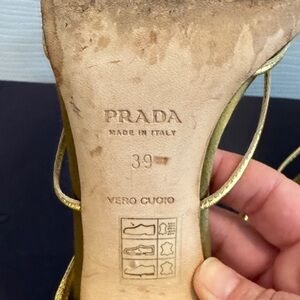 PRADA
MADE IN ITALY
39
VERO CUOIO